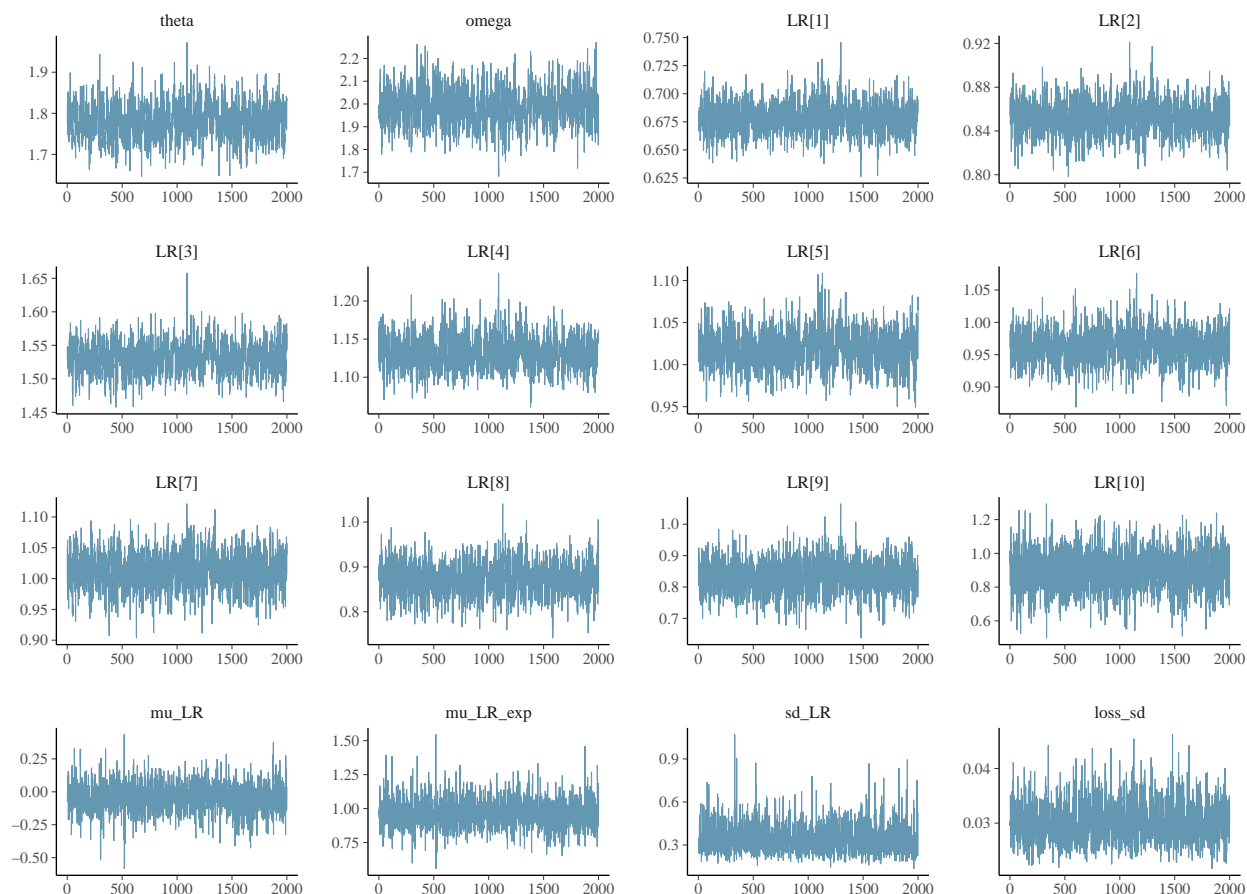 theta omega LR[1] LR[2]
1.9 2.2 0.750 0.92
1.8 2.1 0.725 0.88
1.7 2.0 0.700 0.84
1.9 0.675 0.80
1.8 0.650
1.7 0.625
0 500 1000 1500 2000 0 500 1000 1500 2000 0 500 1000 1500 2000 0 500 1000 1500 2000
LR[3] LR[4] LR[5] LR[6]
1.65 1.20 1.10 1.05
1.60 1.15 1.05 1.00
1.55 1.10 1.00 0.95
1.50 0.95 0.90
1.45
0 500 1000 1500 2000 0 500 1000 1500 2000 0 500 1000 1500 2000 0 500 1000 1500 2000
LR[7] LR[8] LR[9] LR[10]
1.10 1.0 1.0 1.2
1.05 0.9 0.9 1.0
1.00 0.8 0.8 0.8
0.95 0.7 0.6
0.90
0 500 1000 1500 2000 0 500 1000 1500 2000 0 500 1000 1500 2000 0 500 1000 1500 2000
mu_LR mu_LR_exp sd_LR loss_sd
0.25 1.50 0.9 0.04
0.00 1.25 0.6 0.03
−0.25 1.00 0.3
−0.50 0.75
0 500 1000 1500 2000 0 500 1000 1500 2000 0 500 1000 1500 2000 0 500 1000 1500 2000